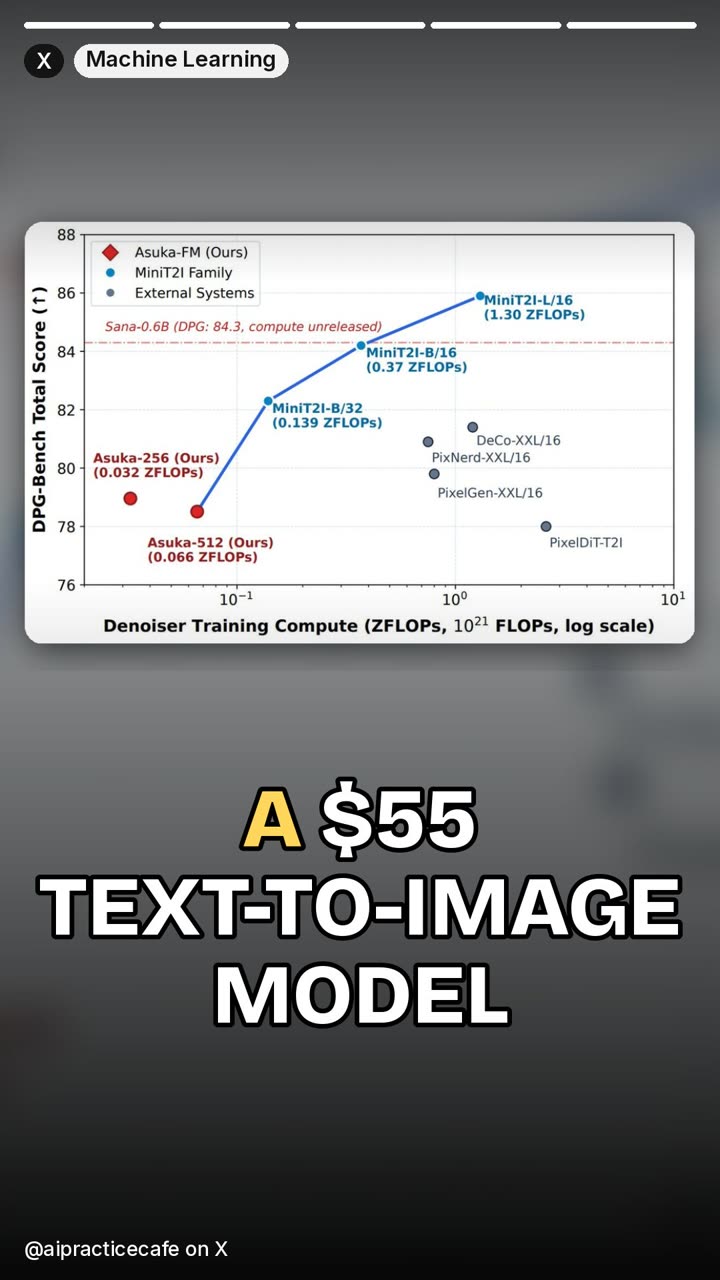 X Machine Learning
88
86
84
82
80
78
76
DPG-Bench Total Score (↑)
Asuka-FM (Ours)
MiniT2I Family
External Systems
Sana-0.6B (DPG: 84.3, compute unreleased)
MiniT2I-L/16
(1.30 ZFLOPs)
MiniT2I-B/16
(0.37 ZFLOPs)
MiniT2I-B/32
(0.139 ZFLOPs)
DeCo-XXL/16
PixNerd-XXL/16
PixelGen-XXL/16
PixelDiT-T2I
Asuka-256 (Ours)
(0.032 ZFLOPs)
Asuka-512 (Ours)
(0.066 ZFLOPs)
10⁻¹ 10⁰ 10¹
Denoiser Training Compute (ZFLOPs, 10²¹ FLOPs, log scale)
A $55
TEXT-TO-IMAGE
MODEL
@aipracticecafe on X